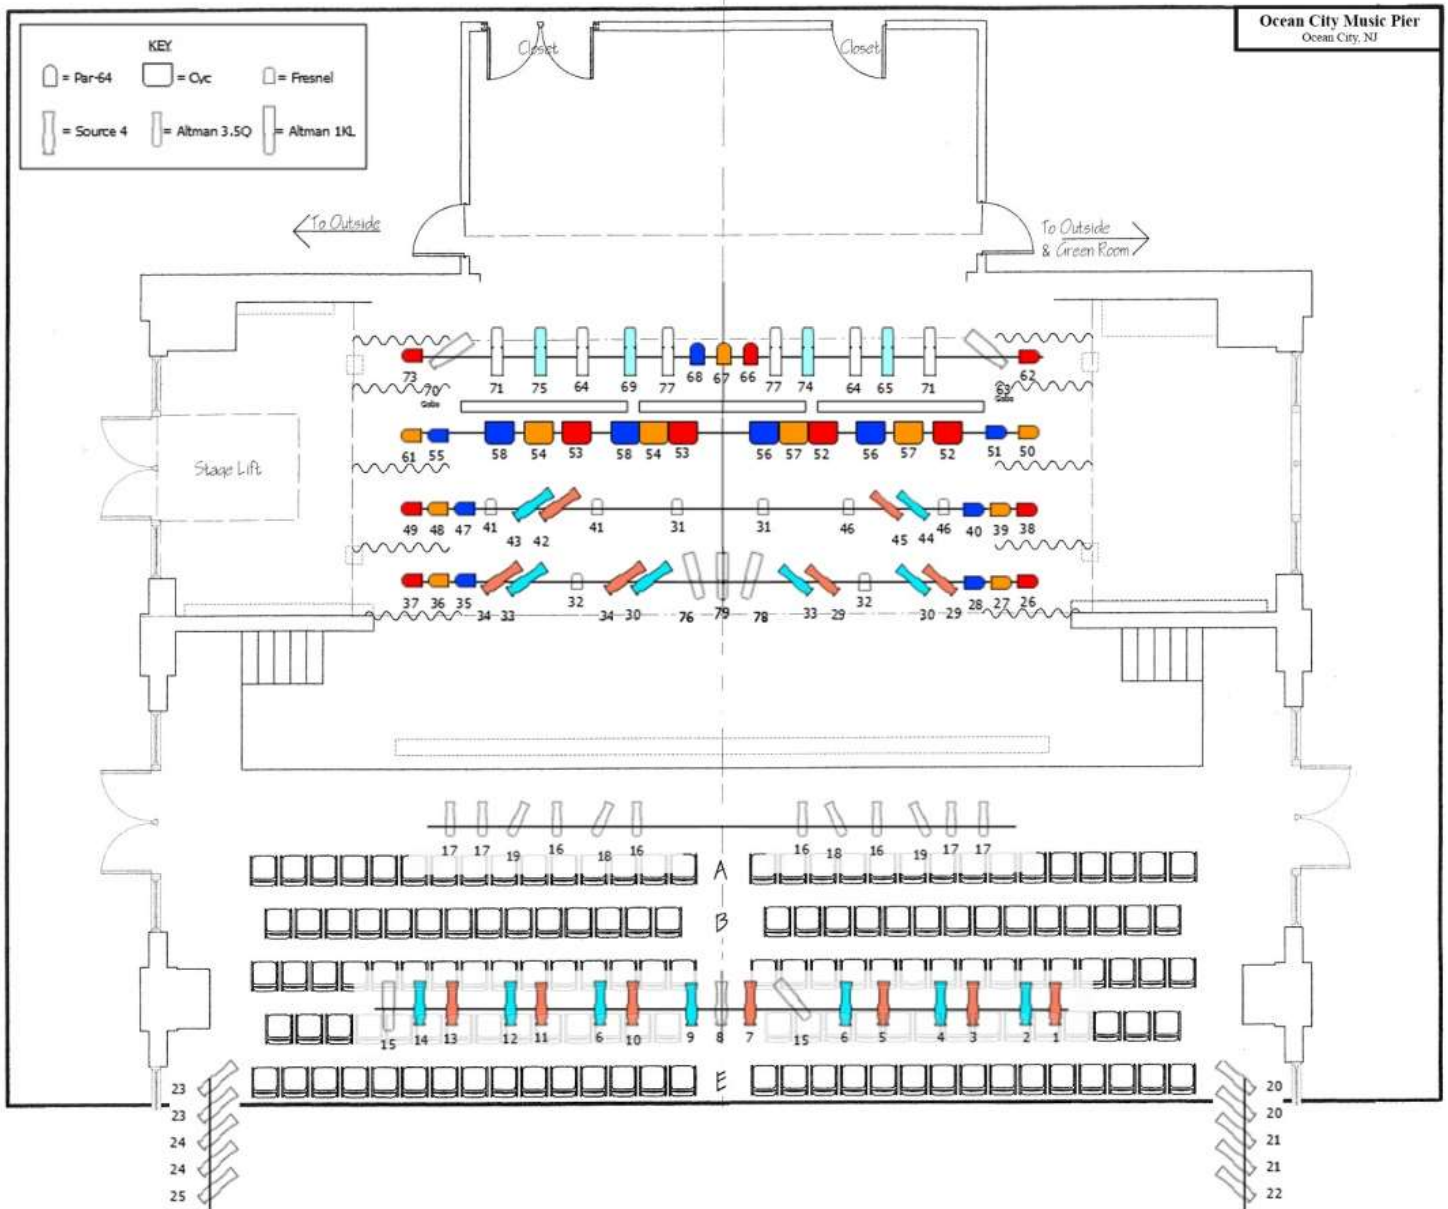 Ocean City Music Pier
Ocean City, NJ
KEY
= Par-64
= Cyc
= Fresnel
= Source 4
= Altman 3.5Q
= Altman 1KL
Closet
Closet
To Outside
To Outside
& Green Room
73 70 71 75 64 69 77 68 67 66 77 74 64 65 71 63 62
Gobo Gobo
61 55 58 54 53 58 54 53 56 57 52 56 57 52 51 50
Stage Lift
49 48 47 41 43 42 41 31 31 46 45 44 46 40 39 38
37 36 35 34 33 32 34 30 76 79 78 33 29 32 30 29 28 27 26
17 17 19 16 18 16 16 18 16 19 17 17
A
B
15 14 13 12 11 6 10 9 8 7 15 6 5 4 3 2 1
E
23 20
23 20
24 21
24 21
25 22